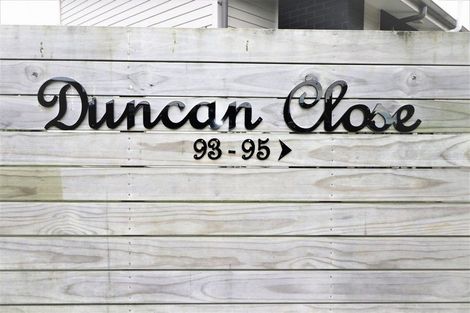 Duncan Close
93 - 95 >